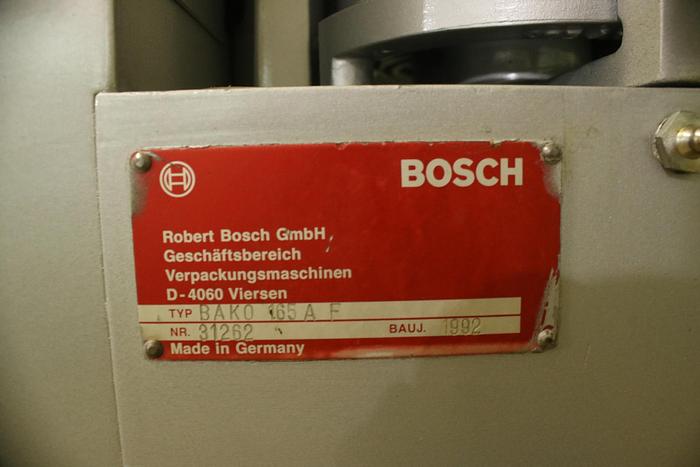 BOSCH
Robert Bosch GmbH,
Geschäftsbereich
Verpackungsmaschinen
D-4060 Viersen
TYP BAKO 165 A F
NR. 31262 BAUJ. 1992
Made in Germany